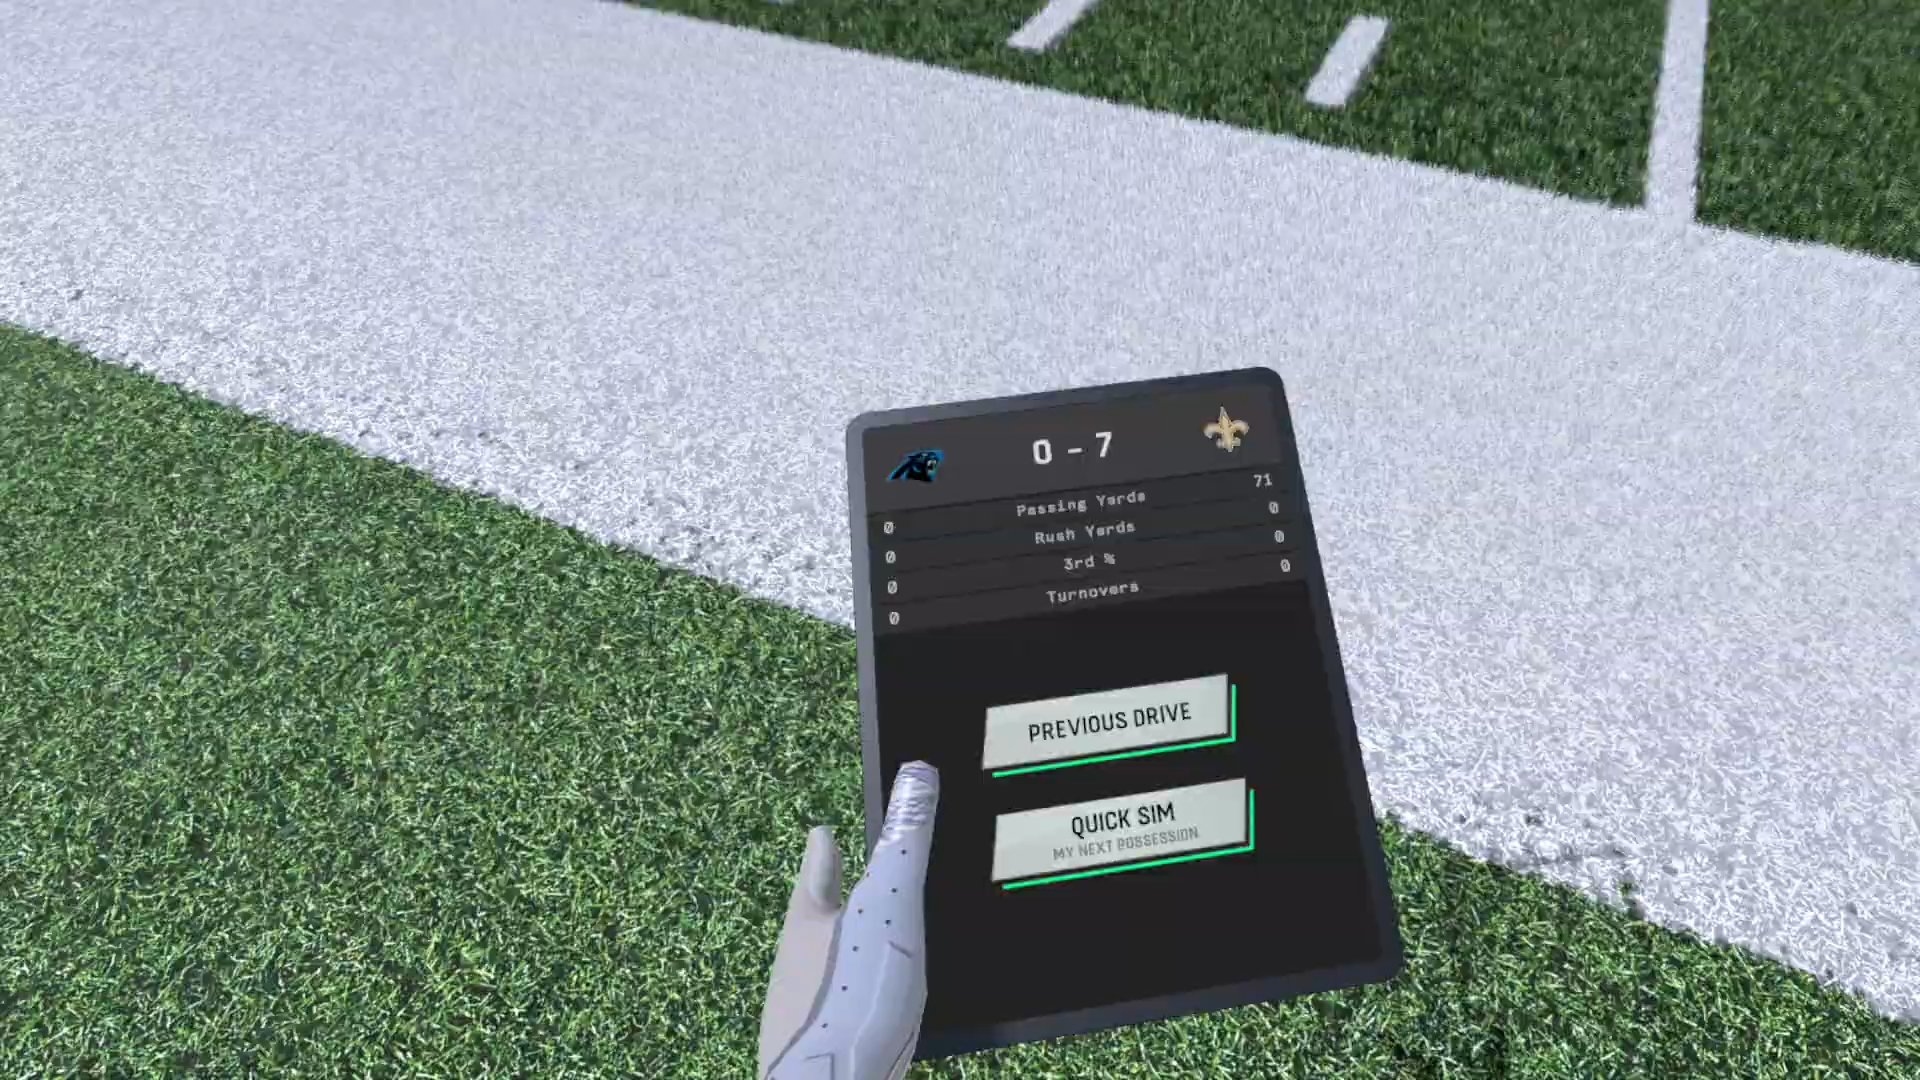 0 - 7
0 Passing Yards 71
0 Rush Yards 0
0 3rd % 0
0 Turnovers 0
PREVIOUS DRIVE
QUICK SIM
MY NEXT POSSESSION